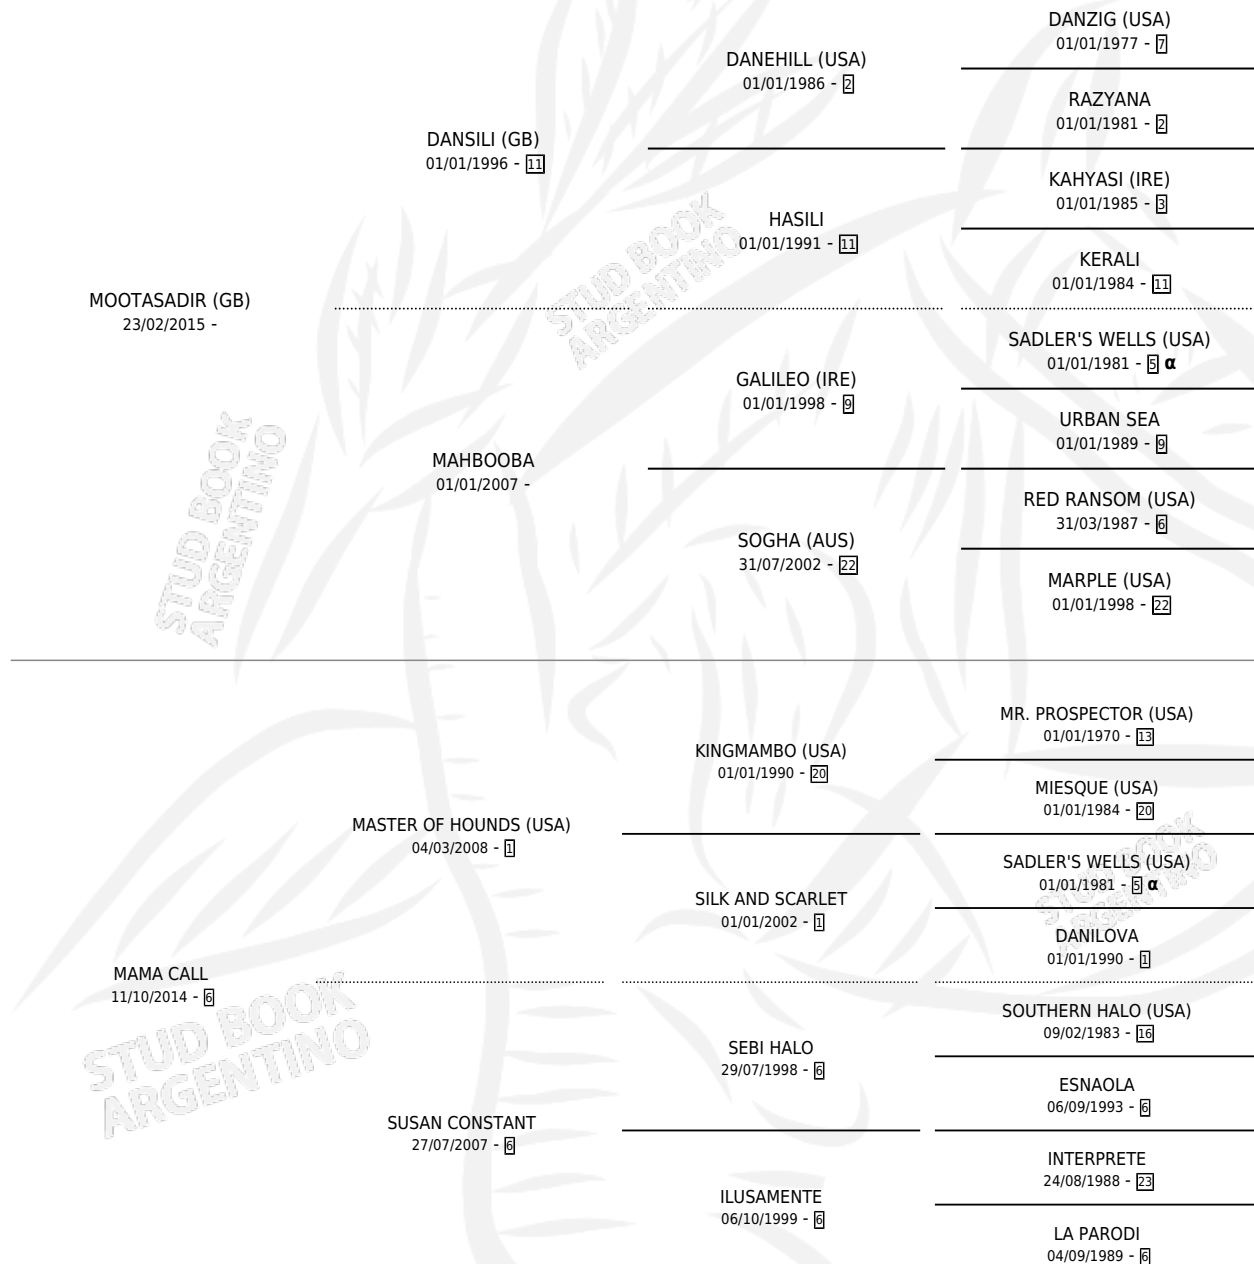 DANZIG (USA)
01/01/1977 - 7
DANEHILL (USA)
01/01/1986 - 2
RAZYANA
01/01/1981 - 2
DANSILI (GB)
01/01/1996 - 11
KAHYASI (IRE)
01/01/1985 - 3
HASILI
01/01/1991 - 11
KERALI
01/01/1984 - 11
MOOTASADIR (GB)
23/02/2015 -
SADLER'S WELLS (USA)
01/01/1981 - 5 α
GALILEO (IRE)
01/01/1998 - 9
URBAN SEA
01/01/1989 - 9
MAHBOOBA
01/01/2007 -
RED RANSOM (USA)
31/03/1987 - 6
SOGHA (AUS)
31/07/2002 - 22
MARPLE (USA)
01/01/1998 - 22
MR. PROSPECTOR (USA)
01/01/1970 - 13
KINGMAMBO (USA)
01/01/1990 - 20
MIESQUE (USA)
01/01/1984 - 20
MASTER OF HOUNDS (USA)
04/03/2008 - 1
SADLER'S WELLS (USA)
01/01/1981 - 5 α
SILK AND SCARLET
01/01/2002 - 1
DANILOVA
01/01/1990 - 1
MAMA CALL
11/10/2014 - 6
SOUTHERN HALO (USA)
09/02/1983 - 16
SEBI HALO
29/07/1998 - 6
ESNAOLA
06/09/1993 - 6
SUSAN CONSTANT
27/07/2007 - 6
INTERPRETE
24/08/1988 - 23
ILUSAMENTE
06/10/1999 - 6
LA PARODI
04/09/1989 - 6
STUD BOOK
ARGENTINO
STUD BOOK
ARGENTINO
STUD BOOK
ARGENTINO
STUD BOOK
ARGENTINO